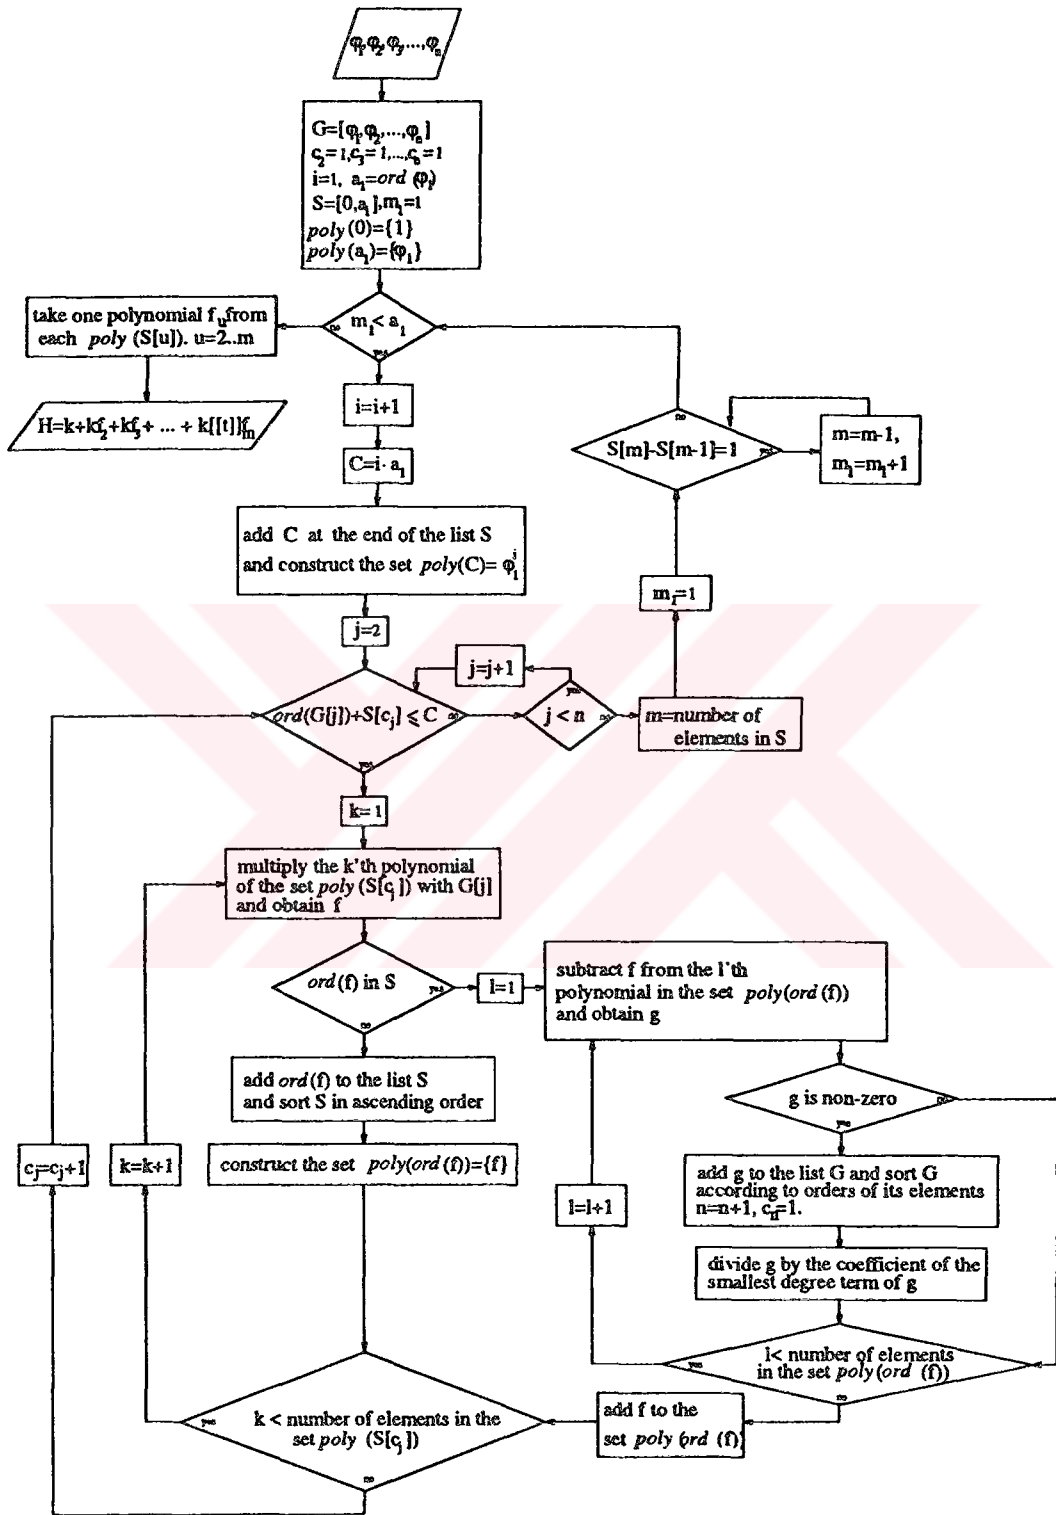 φ₁,φ₂,φ₃,...,φₙ
G=[φ₁,φ₂,...,φₙ]
c₂=1,c₃=1,...,cₙ=1
i=1, a₁=ord (φ₁)
S=[0,a₁],m₁=1
poly(0)={1}
poly(a₁)={φ₁}
m₁< a₁
no
yes
take one polynomial fᵤ from
each poly (S[u]). u=2..m
H=k+kf₂+kf₃+ ... + k[[t]]fₘ
i=i+1
C=i· a₁
add C at the end of the list S
and construct the set poly(C)= φ₁ⁱ
j=2
S[m]-S[m-1]=1
no
yes
m=m-1,
m₁=m₁+1
m₁=1
j=j+1
ord(G[j])+S[cⱼ] ⩽ C
no
yes
j < n
yes
no
m=number of
elements in S
k=1
multiply the k'th polynomial
of the set poly (S[cⱼ]) with G[j]
and obtain f
ord(f) in S
yes
no
l=1
subtract f from the l'th
polynomial in the set poly(ord(f))
and obtain g
g is non-zero
no
yes
add ord(f) to the list S
and sort S in ascending order
construct the set poly(ord(f))={f}
cⱼ=cⱼ+1
k=k+1
l=l+1
add g to the list G and sort G
according to orders of its elements
n=n+1, cₙ=1.
divide g by the coefficient of the
smallest degree term of g
l< number of elements
in the set poly(ord (f))
yes
no
add f to the
set poly (ord (f)
k < number of elements in the
set poly (S[cⱼ])
yes
no